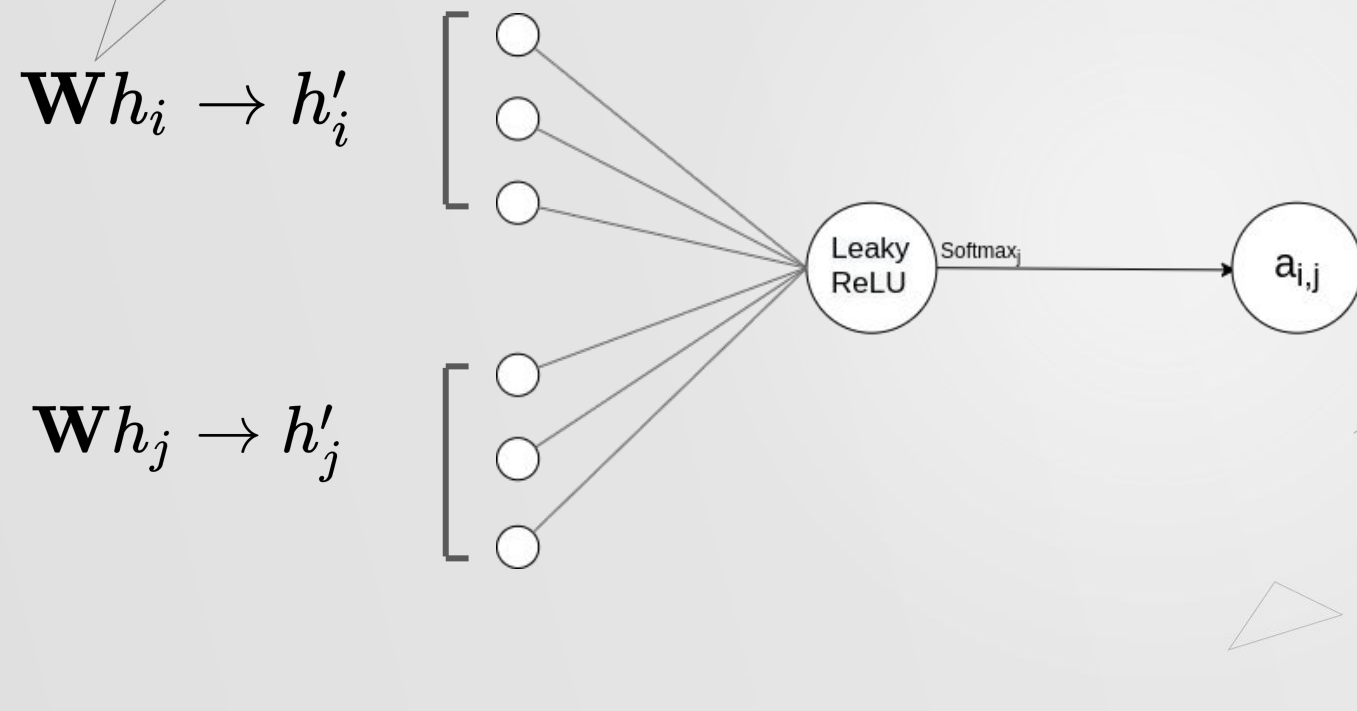 𝐖h_i → h'_i
Leaky
ReLU
Softmax_j
a_i,j
𝐖h_j → h'_j